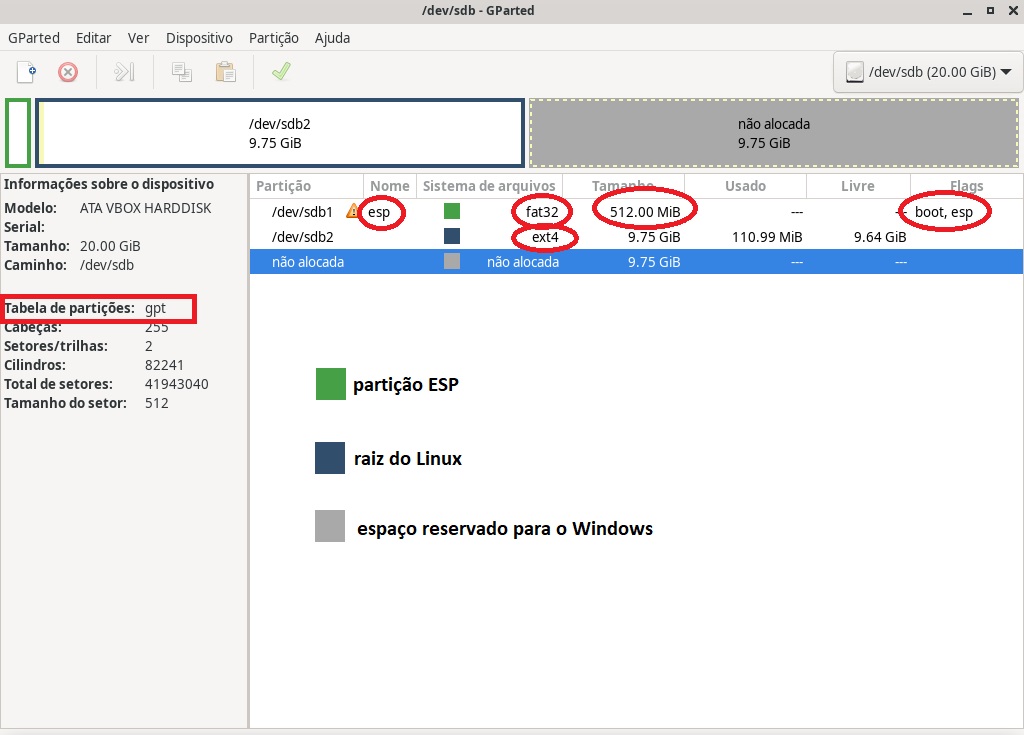 /dev/sdb - GParted
GParted Editar Ver Dispositivo Partição Ajuda
/dev/sdb (20.00 GiB)
/dev/sdb2
9.75 GiB
não alocada
9.75 GiB
Informações sobre o dispositivo
Modelo: ATA VBOX HARDDISK
Serial:
Tamanho: 20.00 GiB
Caminho: /dev/sdb
Tabela de partições: gpt
Cabeças: 255
Setores/trilhas: 2
Cilindros: 82241
Total de setores: 41943040
Tamanho do setor: 512
Partição Nome Sistema de arquivos Tamanho Usado Livre Flags
/dev/sdb1 esp fat32 512.00 MiB --- --- boot, esp
/dev/sdb2 ext4 9.75 GiB 110.99 MiB 9.64 GiB
não alocada não alocada 9.75 GiB --- ---
partição ESP
raiz do Linux
espaço reservado para o Windows